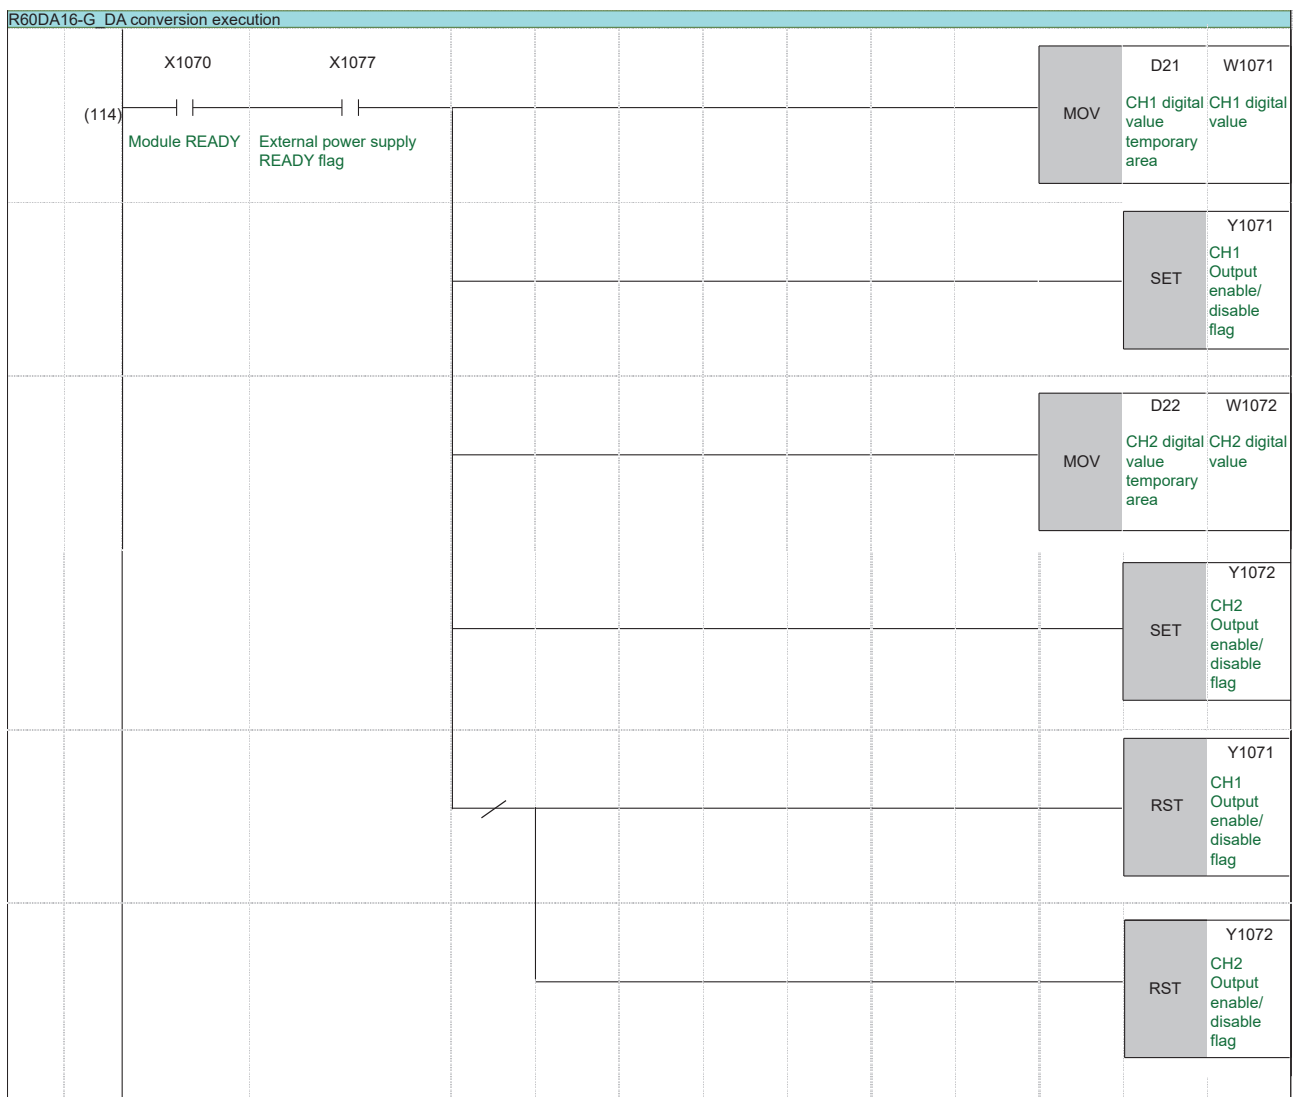 R60DA16-G_DA conversion execution
X1070
X1077
(114)
Module READY
External power supply
READY flag
MOV
D21
W1071
CH1 digital
value
temporary
area
CH1 digital
value
SET
Y1071
CH1
Output
enable/
disable
flag
MOV
D22
W1072
CH2 digital
value
temporary
area
CH2 digital
value
SET
Y1072
CH2
Output
enable/
disable
flag
RST
Y1071
CH1
Output
enable/
disable
flag
RST
Y1072
CH2
Output
enable/
disable
flag